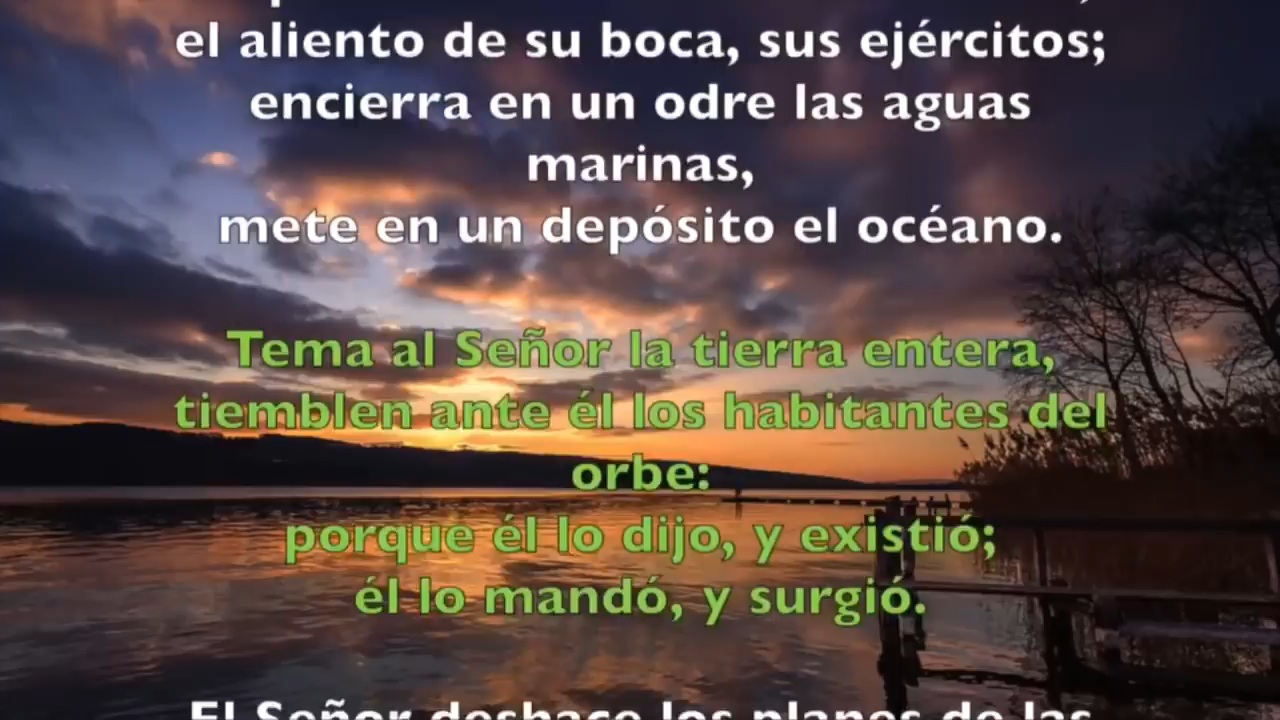 el aliento de su boca, sus ejércitos;
encierra en un odre las aguas
marinas,
mete en un depósito el océano.
Tema al Señor la tierra entera,
tiemblen ante él los habitantes del
orbe:
porque él lo dijo, y existió;
él lo mandó, y surgió.
El Señor deshace los planes de las